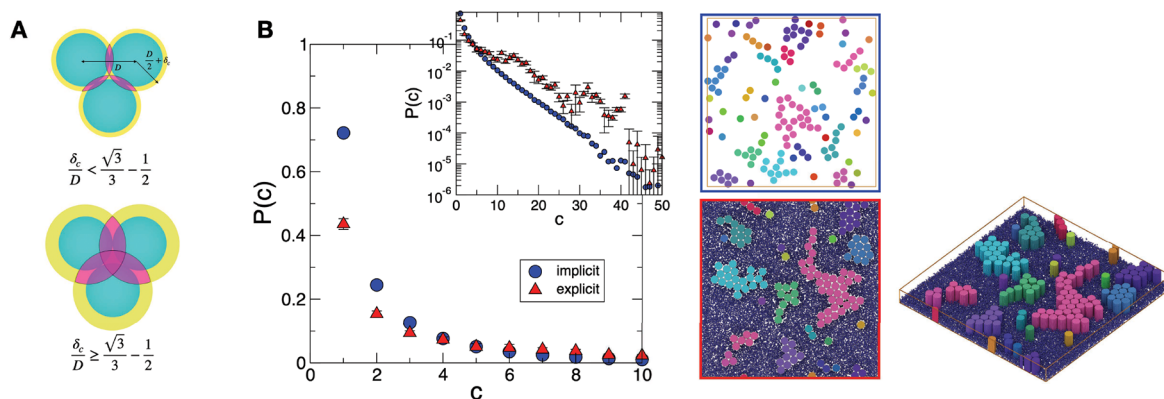 A
D
D/2 + δc
δc/D < √3/3 − 1/2
δc/D ≥ √3/3 − 1/2
B
P(c)
1
0.8
0.6
0.4
0.2
0
0 2 4 6 8 10
c
implicit
explicit
P(c)
10-1
10-2
10-3
10-4
10-5
10-6
0 10 20 30 40 50
c